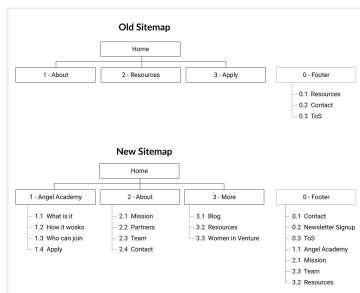 Old Sitemap
Home
1 - About
2 - Resources
3 - Apply
0 - Footer
0.1 Resources
0.2 Contact
0.3 ToS
New Sitemap
Home
1 - Angel Academy
2 - About
3 - More
0 - Footer
1.1 What is it
1.2 How it wosks
1.3 Who can join
1.4 Apply
2.1 Mission
2.2 Partners
2.3 Team
2.4 Contact
3.1 Blog
3.2 Resources
3.3 Women in Venture
0.1 Contact
0.2 Newsletter Signup
0.3 ToS
1.1 Angel Academy
2.1 Mission
2.3 Team
3.2 Resources